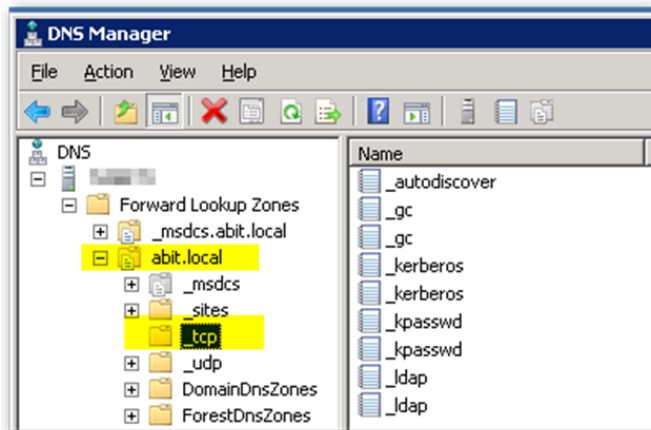 DNS Manager
File Action View Help
DNS
Forward Lookup Zones
_msdcs.abit.local
abit.local
_msdcs
_sites
_tcp
_udp
DomainDnsZones
ForestDnsZones
Name
_autodiscover
_gc
_gc
_kerberos
_kerberos
_kpasswd
_kpasswd
_ldap
_ldap